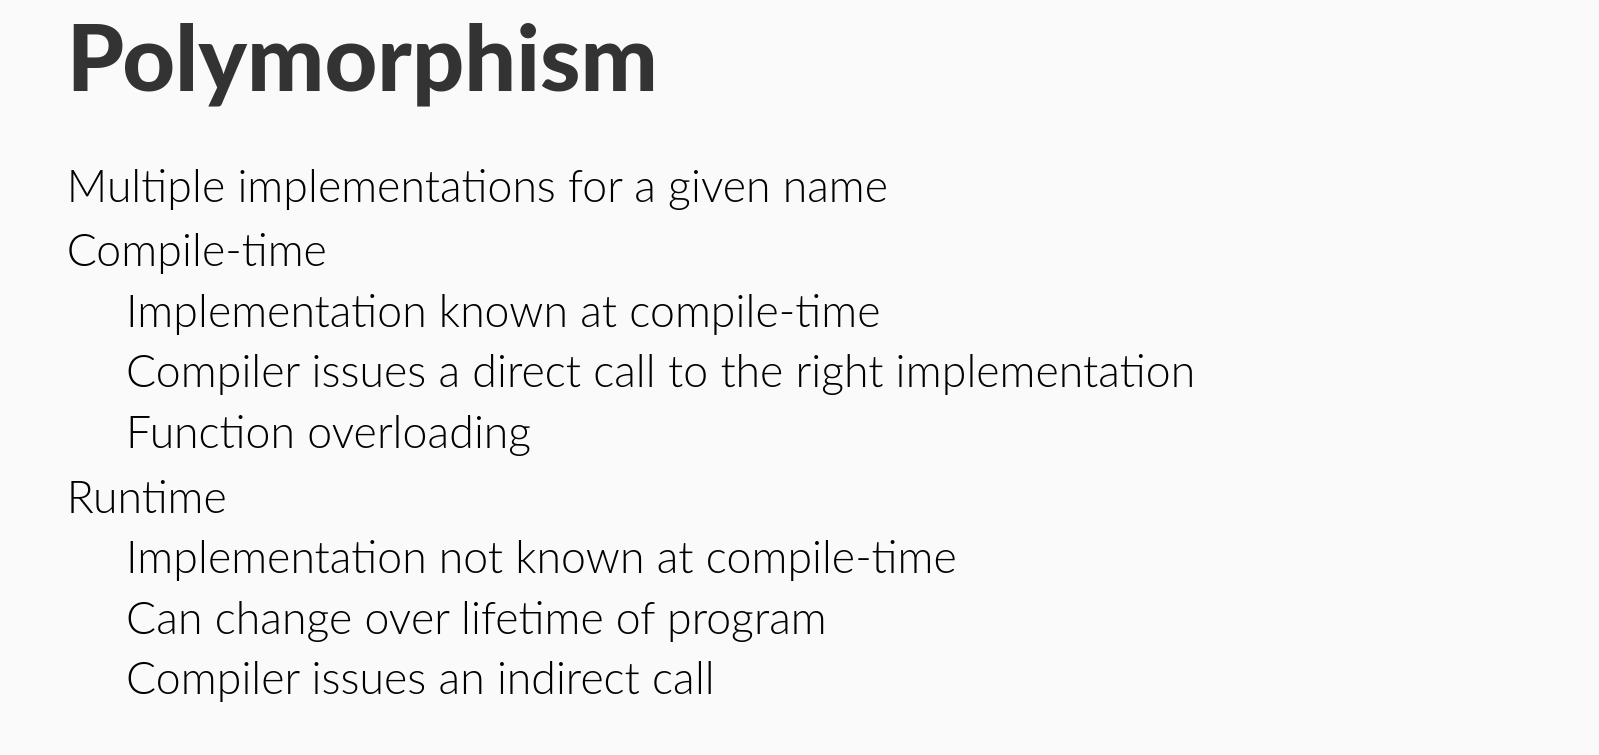 Polymorphism
Multiple implementations for a given name
Compile-time
Implementation known at compile-time
Compiler issues a direct call to the right implementation
Function overloading
Runtime
Implementation not known at compile-time
Can change over lifetime of program
Compiler issues an indirect call